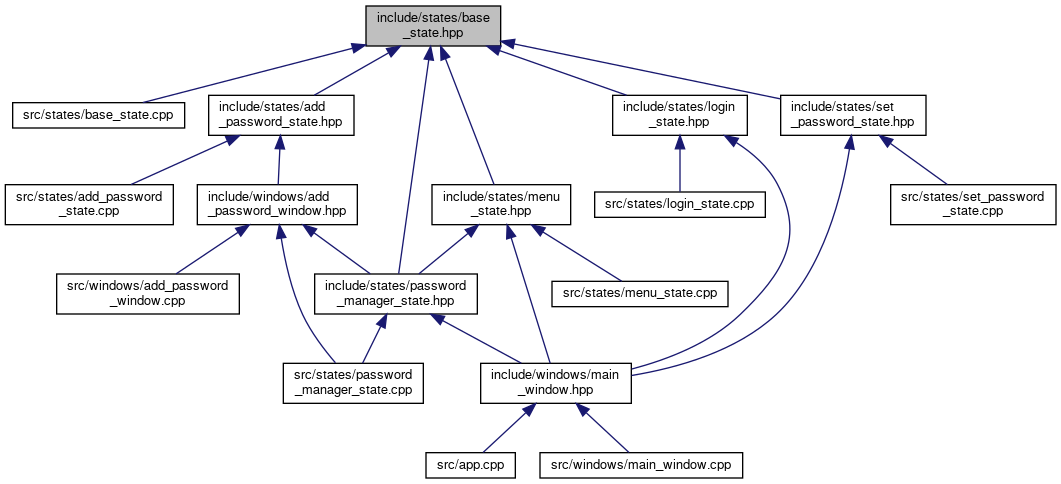 include/states/base
_state.hpp
src/states/base_state.cpp
include/states/add
_password_state.hpp
include/states/login
_state.hpp
include/states/set
_password_state.hpp
src/states/add_password
_state.cpp
include/windows/add
_password_window.hpp
include/states/menu
_state.hpp
src/states/login_state.cpp
src/states/set_password
_state.cpp
src/windows/add_password
_window.cpp
include/states/password
_manager_state.hpp
src/states/menu_state.cpp
src/states/password
_manager_state.cpp
include/windows/main
_window.hpp
src/app.cpp
src/windows/main_window.cpp